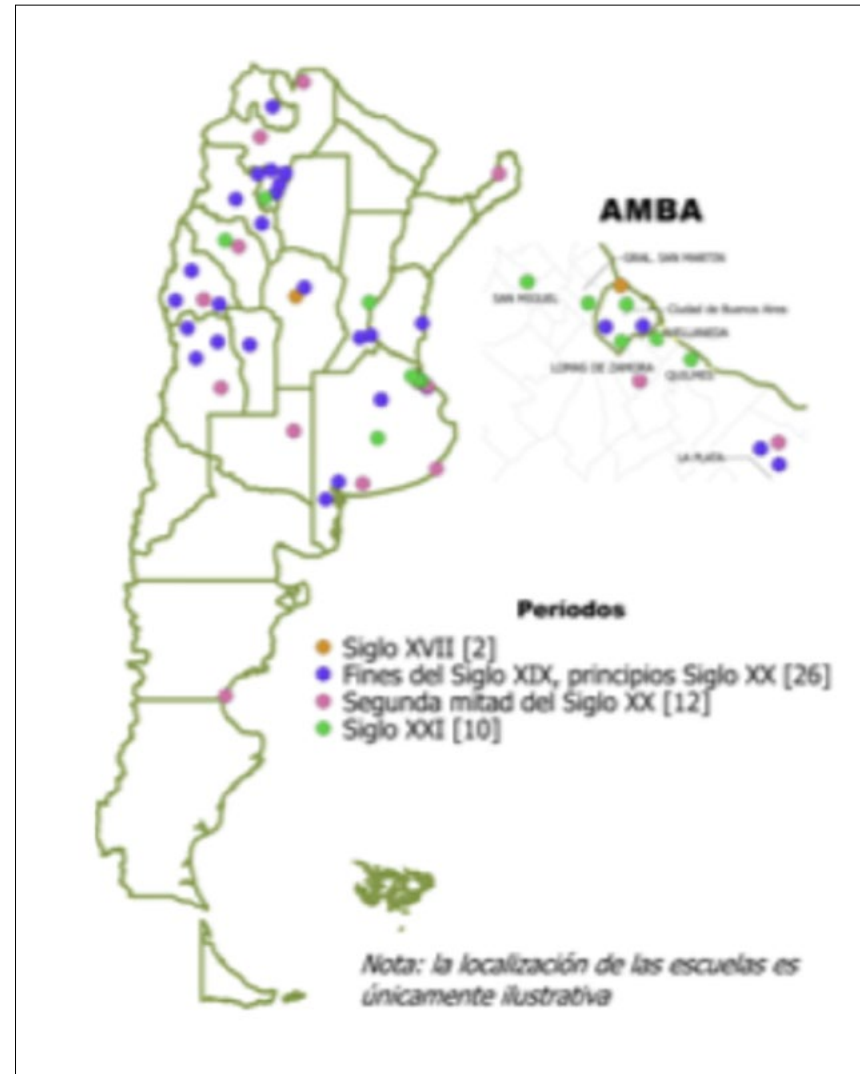 AMBA
GRAL. SAN MARTIN
SAN MIGUEL
Ciudad de Buenos Aires
AVELLANEDA
LOMAS DE ZAMORA
QUILMES
LA PLATA
Períodos
Siglo XVII [2]
Fines del Siglo XIX, principios Siglo XX [26]
Segunda mitad del Siglo XX [12]
Siglo XXI [10]
Nota: la localización de las escuelas es
únicamente ilustrativa